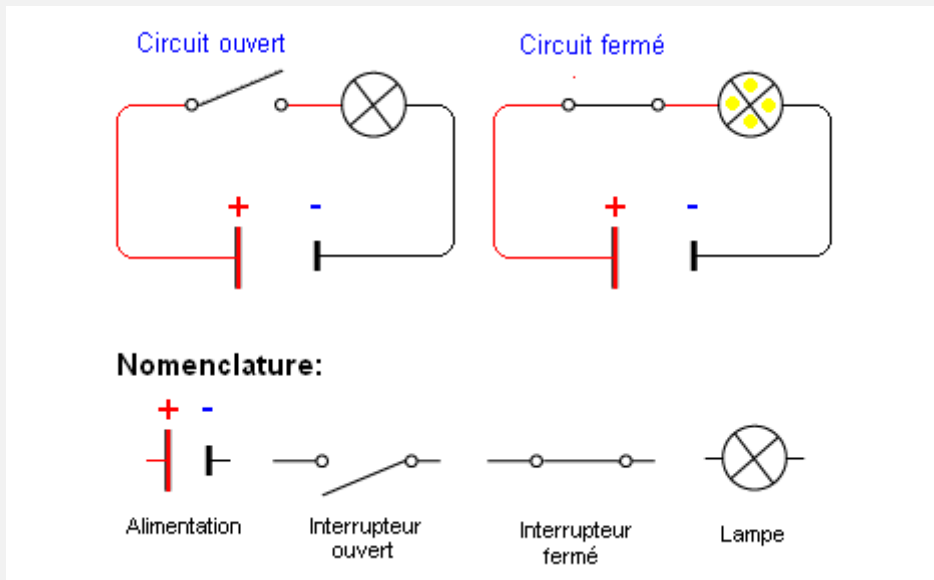 Circuit ouvert
Circuit fermé
+ -
+ -
Nomenclature:
+ -
Alimentation
Interrupteur
ouvert
Interrupteur
fermé
Lampe